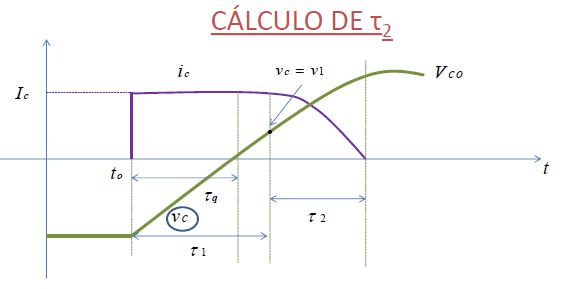 CÁLCULO DE τ2
ic
vc = v1
VCO
Ic
to
t
τq
vc
τ 2
τ 1